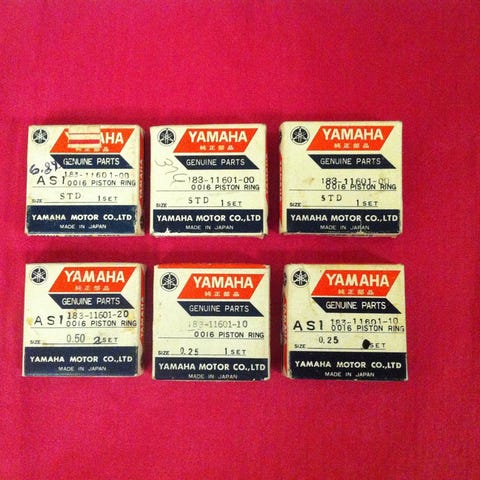 YAMAHA
純正部品
GENUINE PARTS
6.84
183-11601-00
AS1
0016 PISTON RING
STD
SIZE 1 SET
YAMAHA MOTOR CO.,LTD
MADE IN JAPAN
YAMAHA
純正部品
GENUINE PARTS
183-11601-00
0016 PISTON RING
STD
SIZE 1 SET
YAMAHA MOTOR CO.,LTD
MADE IN JAPAN
YAMAHA
純正部品
GENUINE PARTS
183-11601-00
0016 PISTON RING
STD
SIZE 1 SET
YAMAHA MOTOR CO.,LTD
MADE IN JAPAN
YAMAHA
純正部品
GENUINE PARTS
183-11601-20
AS1
0016 PISTON RING
0.50
SIZE 2 SET
YAMAHA MOTOR CO.,LTD
MADE IN JAPAN
YAMAHA
純正部品
GENUINE PARTS
183-11601-10
0016 PISTON RING
0.25
SIZE 1 SET
YAMAHA MOTOR CO.,LTD
MADE IN JAPAN
YAMAHA
純正部品
GENUINE PARTS
AS1 183-11601-10
0016 PISTON RING
0.25
SIZE SET
YAMAHA MOTOR CO.,LTD
MADE IN JAPAN